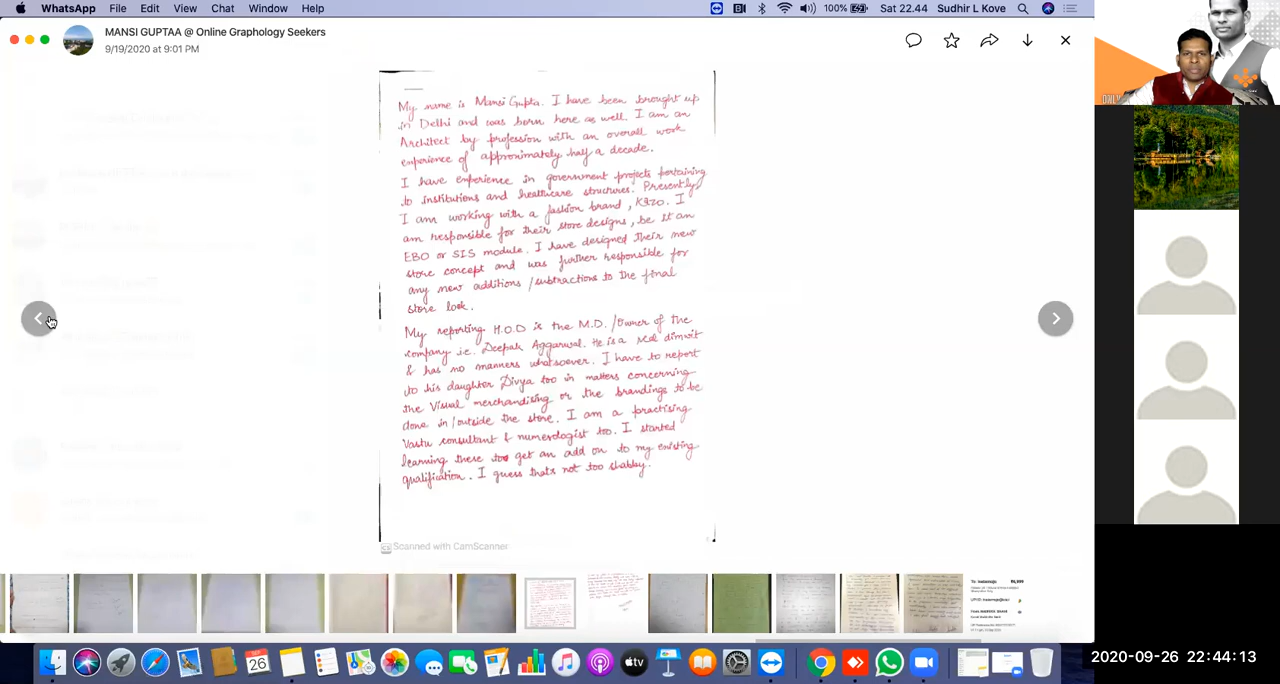 WhatsApp File Edit View Chat Window Help
100% Sat 22.44 Sudhir L Kove
MANSI GUPTAA @ Online Graphology Seekers
9/19/2020 at 9:01 PM
My name is Mansi Gupta. I have been brought up
in Delhi and was born here as well. I am an
Architect by profession with an overall work
experience of approximately half a decade.
I have experience in government projects pertaining
to institutions and healthcare structures. Presently
I am working with a fashion brand, Kazo. I
am responsible for their store designs, be it an
EBO or SIS module. I have designed their new
store concept and was further responsible for
any new additions /subtractions to the final
store look.
My reporting H.O.D is the M.D. /Owner of the
company i.e. Deepak Aggarwal. He is a dimwit
& has no manners whatsoever. I have to report
to his daughter Divya too in matters concerning
the Visual merchandising or the brandings to be
done in/outside the store. I am a practising
Vastu consultant & numerologist too. I started
learning these to get an add on to my existing
qualification. I guess thats not too shabby.
Scanned with CamScanner
SEP
26
tv
2020-09-26 22:44:13